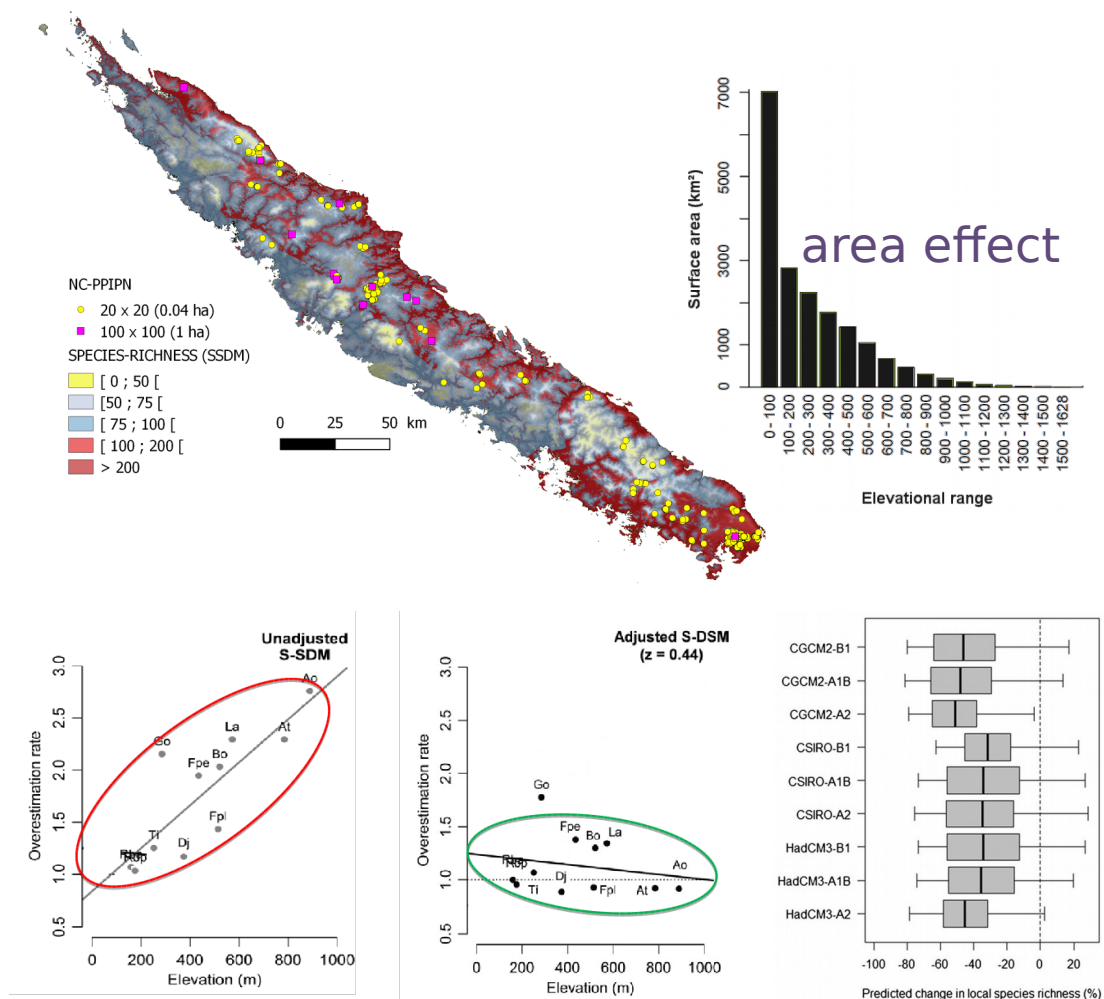 NC-PPIPN
20 x 20 (0.04 ha)
100 x 100 (1 ha)
SPECIES-RICHNESS (SSDM)
[ 0 ; 50 [
[50 ; 75 [
[ 75 ; 100 [
[ 100 ; 200 [
> 200
0 25 50 km
area effect
Surface area (km²)
7000
5000
3000
1000
0
0 - 100
100 - 200
200 - 300
300 - 400
400 - 500
500 - 600
600 - 700
700 - 800
800 - 900
900 - 1000
1000 - 1100
1100 - 1200
1200 - 1300
1300 - 1400
1400 - 1500
1500 - 1628
Elevational range
Unadjusted
S-SDM
Overestimation rate
3.0
2.5
2.0
1.5
1.0
0.5
Ao
La
At
Go
Bo
Fpe
Fpl
Ti
Dj
0 200 400 600 800 1000
Elevation (m)
Adjusted S-DSM
(z = 0.44)
Overestimation rate
3.0
2.5
2.0
1.5
1.0
0.5
Go
Fpe
Bo
La
Ao
Dj
Ti
Fpl
At
0 200 400 600 800 1000
Elevation (m)
CGCM2-B1
CGCM2-A1B
CGCM2-A2
CSIRO-B1
CSIRO-A1B
CSIRO-A2
HadCM3-B1
HadCM3-A1B
HadCM3-A2
-100 -80 -60 -40 -20 0 20
Predicted change in local species richness (%)